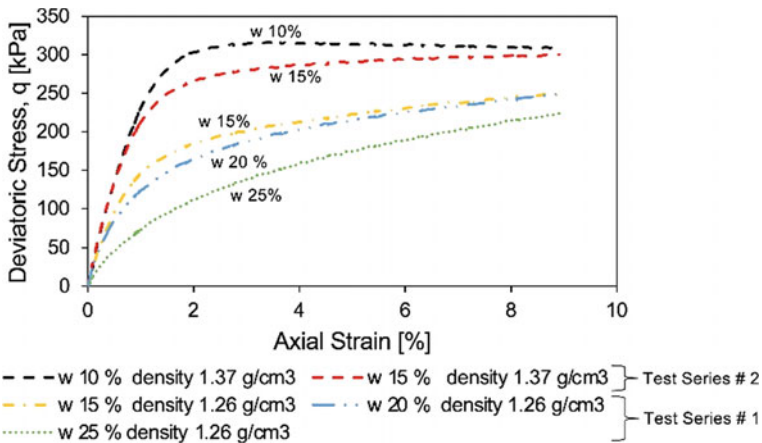 Deviatoric Stress, q [kPa]
350
300
250
200
150
100
50
0
w 10%
w 15%
w 15%
w 20 %
w 25%
0 2 4 6 8 10
Axial Strain [%]
w 10 % density 1.37 g/cm3 w 15 % density 1.37 g/cm3 Test Series # 2
w 15 % density 1.26 g/cm3 w 20 % density 1.26 g/cm3 Test Series # 1
w 25 % density 1.26 g/cm3